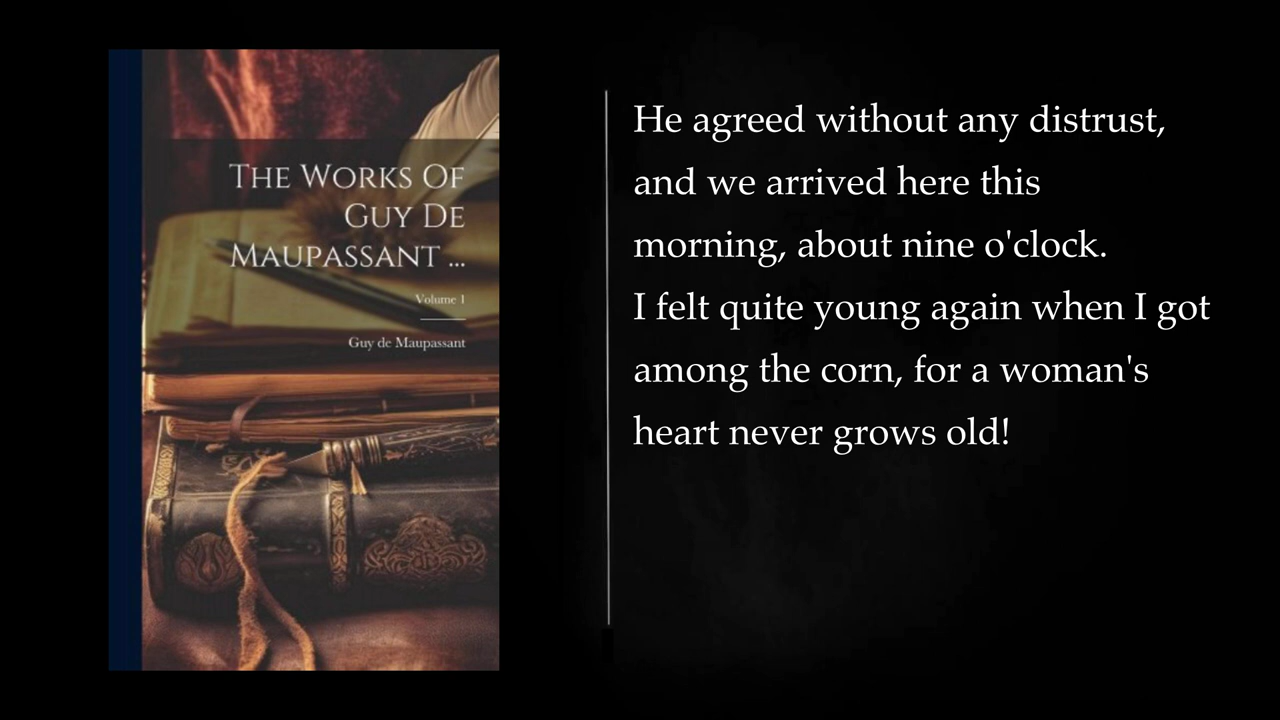 The Works Of
Guy De
Maupassant ...
Volume 1
Guy de Maupassant
He agreed without any distrust,
and we arrived here this
morning, about nine o'clock.
I felt quite young again when I got
among the corn, for a woman's
heart never grows old!